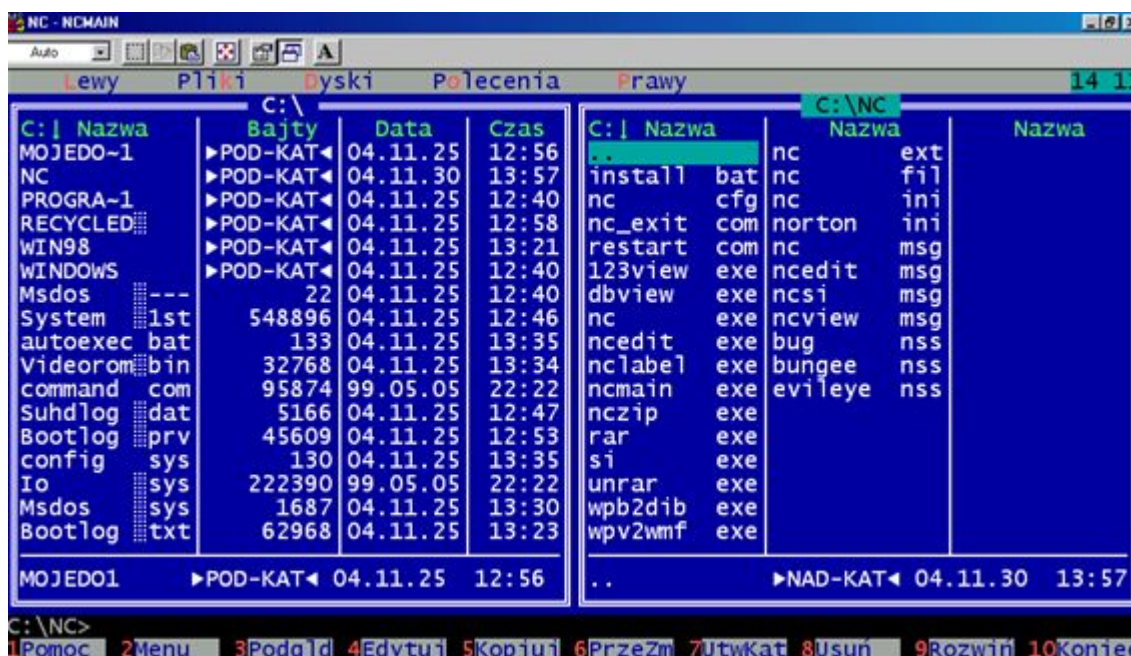 NC - NCMAIN
Auto A
Lewy Pliki Dyski Polecenia Prawy 14 1
C:\ C:\NC
C:↓ Nazwa Bajty Data Czas C:↓ Nazwa Nazwa Nazwa
MOJEDO~1 ►POD-KAT◄ 04.11.25 12:56 .. nc ext
NC ►POD-KAT◄ 04.11.30 13:57 install bat nc fil
PROGRA~1 ►POD-KAT◄ 04.11.25 12:40 nc cfg nc ini
RECYCLED░ ►POD-KAT◄ 04.11.25 12:58 nc_exit com norton ini
WIN98 ►POD-KAT◄ 04.11.25 13:21 restart com nc msg
WINDOWS ►POD-KAT◄ 04.11.25 12:40 123view exe ncedit msg
Msdos ░--- 22 04.11.25 12:40 dbview exe ncsi msg
System ░1st 548896 04.11.25 12:46 nc exe ncview msg
autoexec bat 133 04.11.25 13:35 ncedit exe bug nss
Videorom░bin 32768 04.11.25 13:34 nclabel exe bungee nss
command com 95874 99.05.05 22:22 ncmain exe evileye nss
Suhdlog ░dat 5166 04.11.25 12:47 nczip exe
Bootlog ░prv 45609 04.11.25 12:53 rar exe
config sys 130 04.11.25 13:35 si exe
Io ░sys 222390 99.05.05 22:22 unrar exe
Msdos ░sys 1687 04.11.25 13:30 wpb2dib exe
Bootlog ░txt 62968 04.11.25 13:23 wpv2wmf exe
MOJEDO1 ►POD-KAT◄ 04.11.25 12:56 .. ►NAD-KAT◄ 04.11.30 13:57
C:\NC>
1Pomoc 2Menu 3Podgld 4Edytuj 5Kopiuj 6PrzeZm 7UtwKat 8Usuń 9Rozwiń 10Koniec